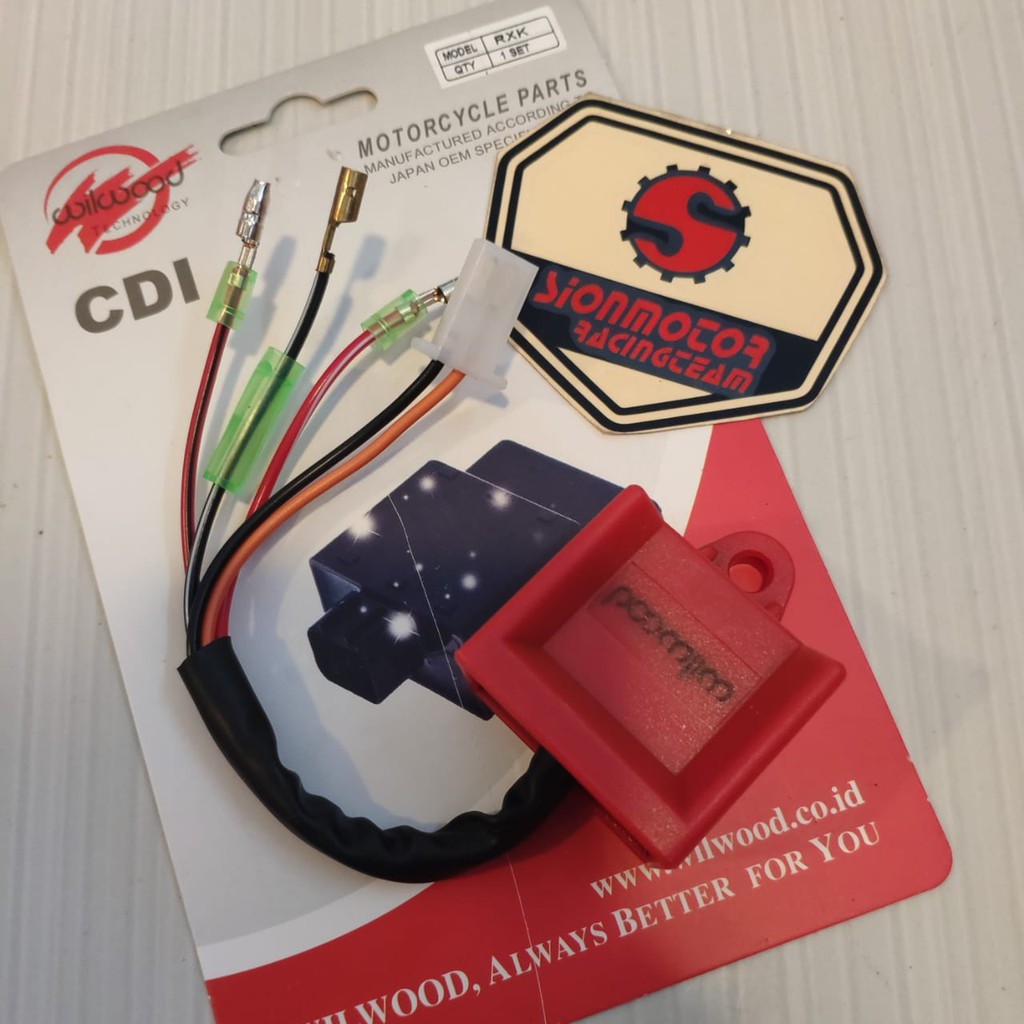 MODEL RXK
QTY 1 SET
MOTORCYCLE PARTS
MANUFACTURED ACCORDING
JAPAN OEM
wilwood
TECHNOLOGY
CDI
SIONMOTOR
RACINGTEAM
wilwood
www.wilwood.co.id
WILWOOD, ALWAYS BETTER FOR YOU